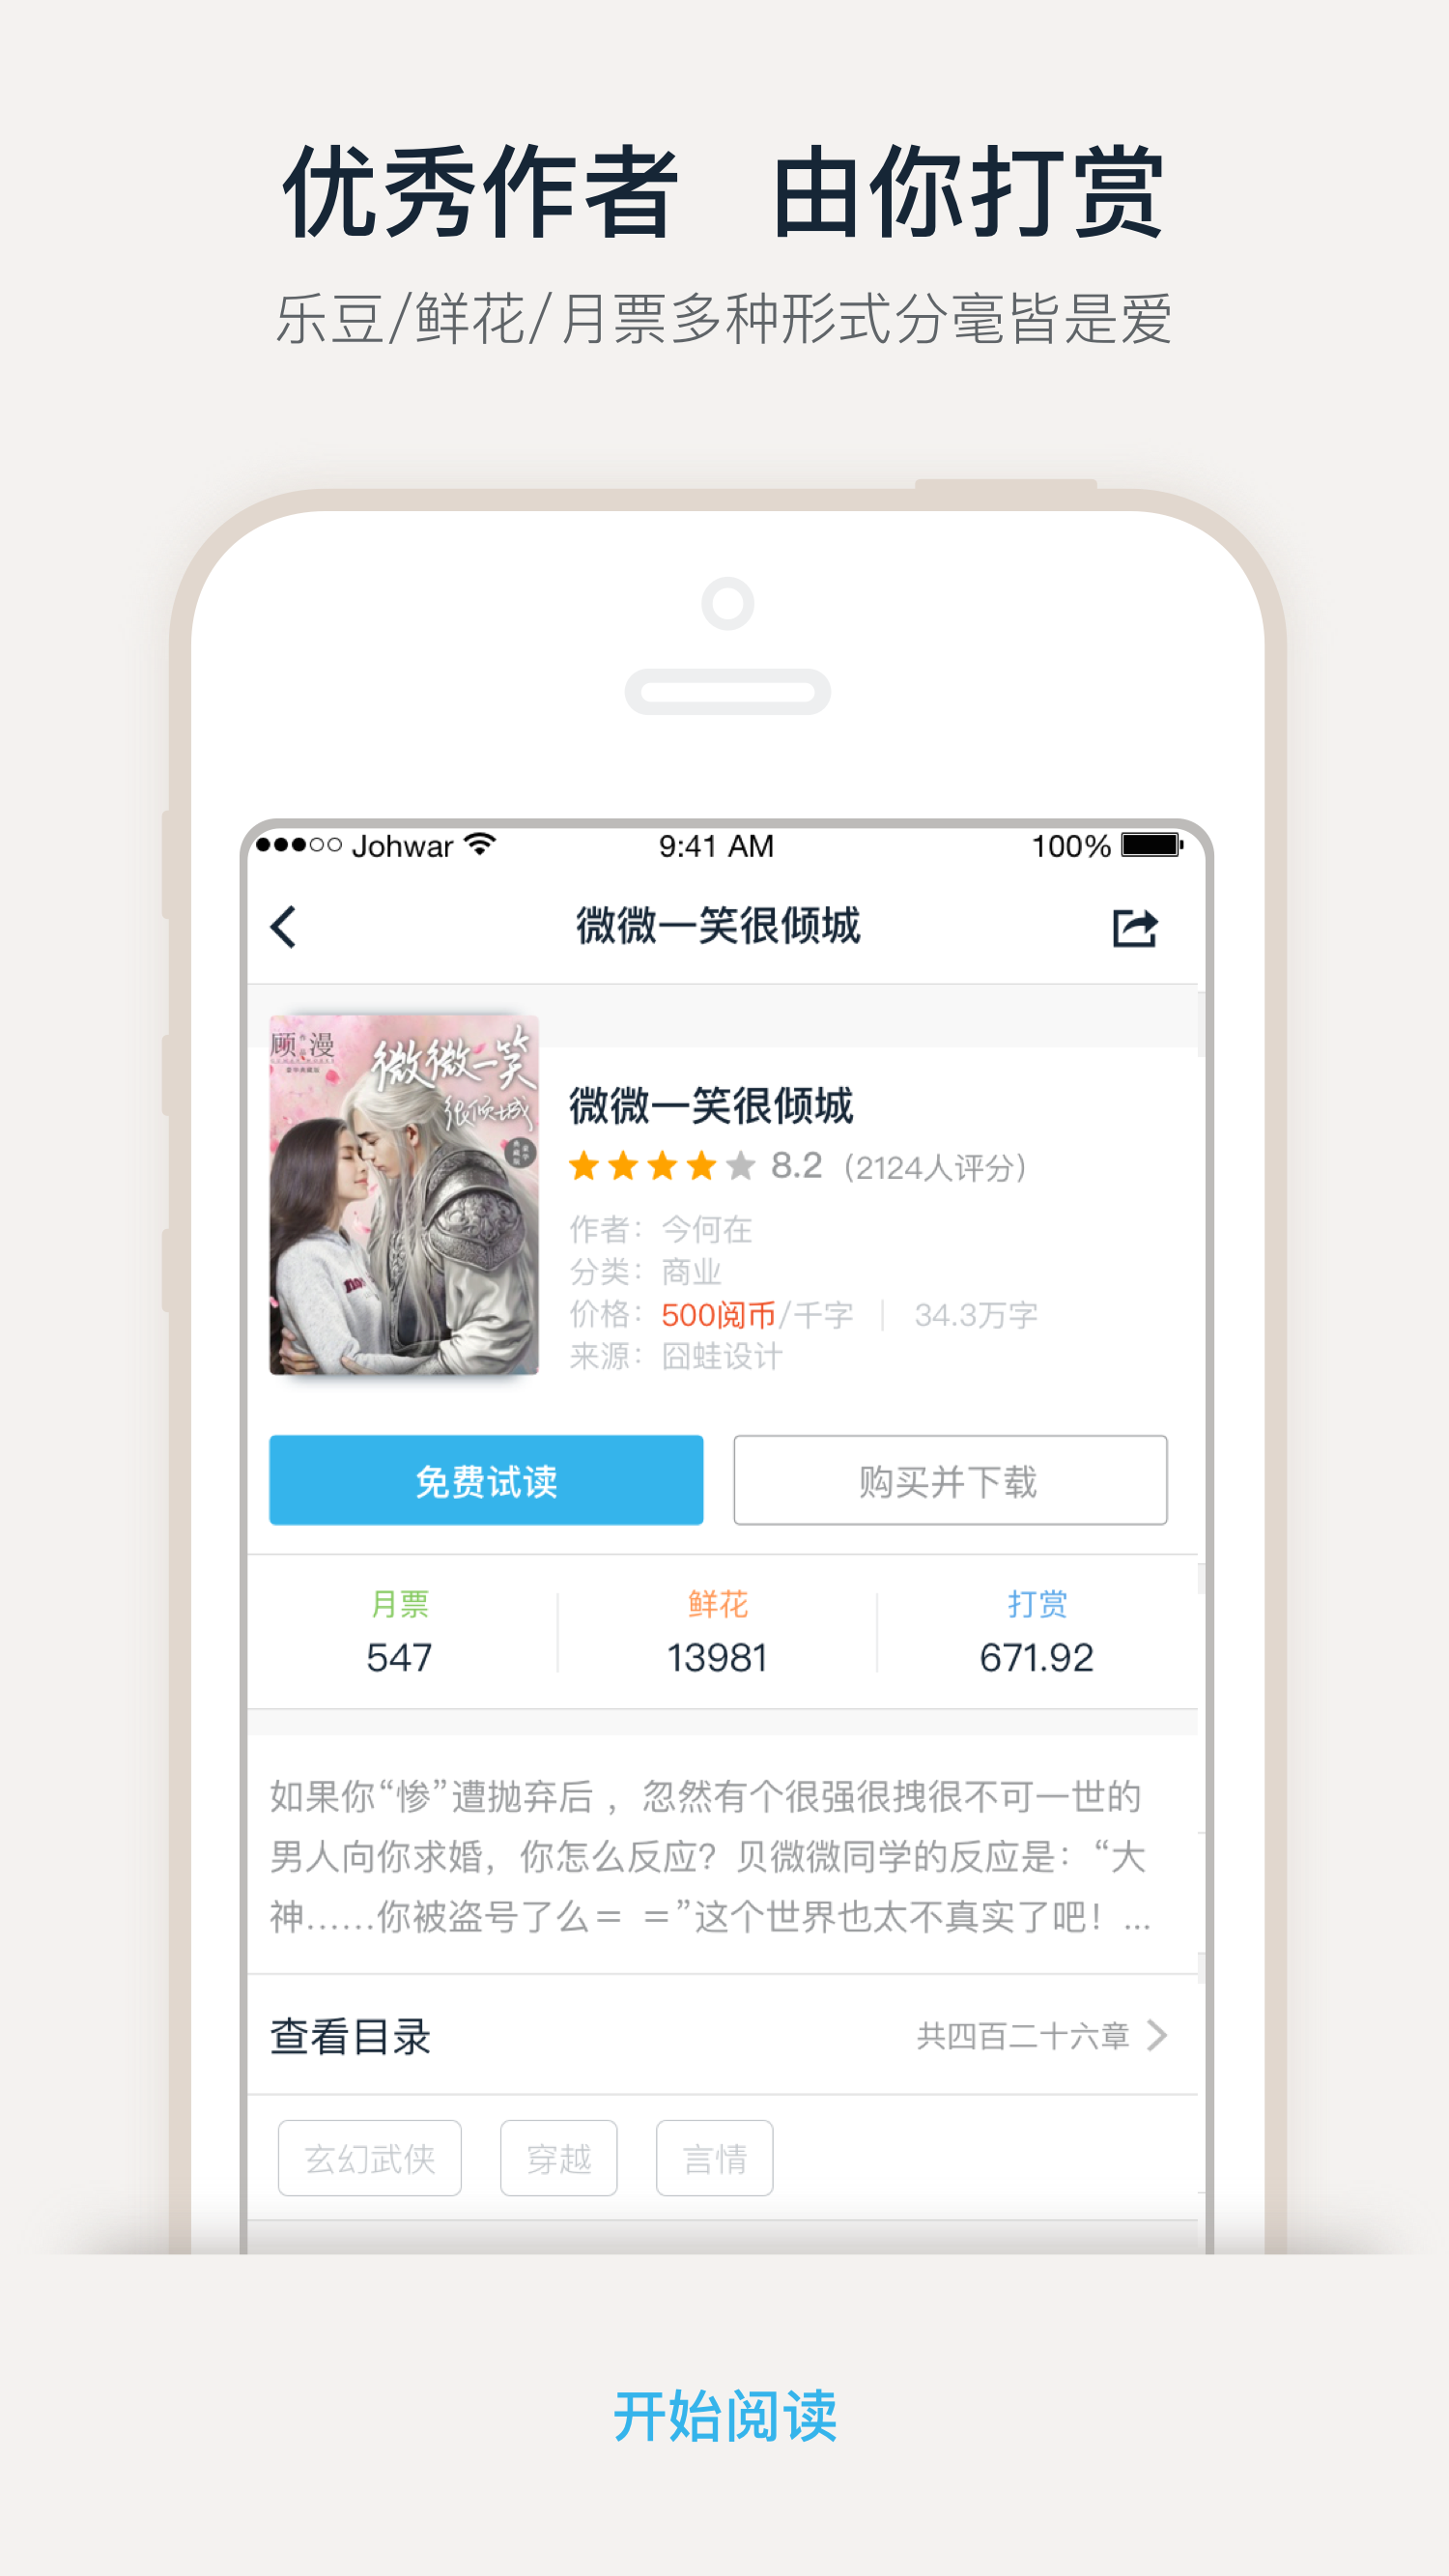 优秀作者 由你打赏
乐豆/鲜花/月票多种形式分毫皆是爱
Johwar 9:41 AM 100%
微微一笑很倾城
顾漫
微微一笑
很倾城
微微一笑很倾城
8.2 (2124人评分)
作者：今何在
分类：商业
价格：500阅币/千字 | 34.3万字
来源：囧蛙设计
免费试读 购买并下载
月票 鲜花 打赏
547 13981 671.92
如果你“惨”遭抛弃后 ，忽然有个很强很拽很不可一世的
男人向你求婚，你怎么反应？贝微微同学的反应是：“大
神……你被盗号了么＝ ＝”这个世界也太不真实了吧！...
查看目录 共四百二十六章
玄幻武侠 穿越 言情
开始阅读